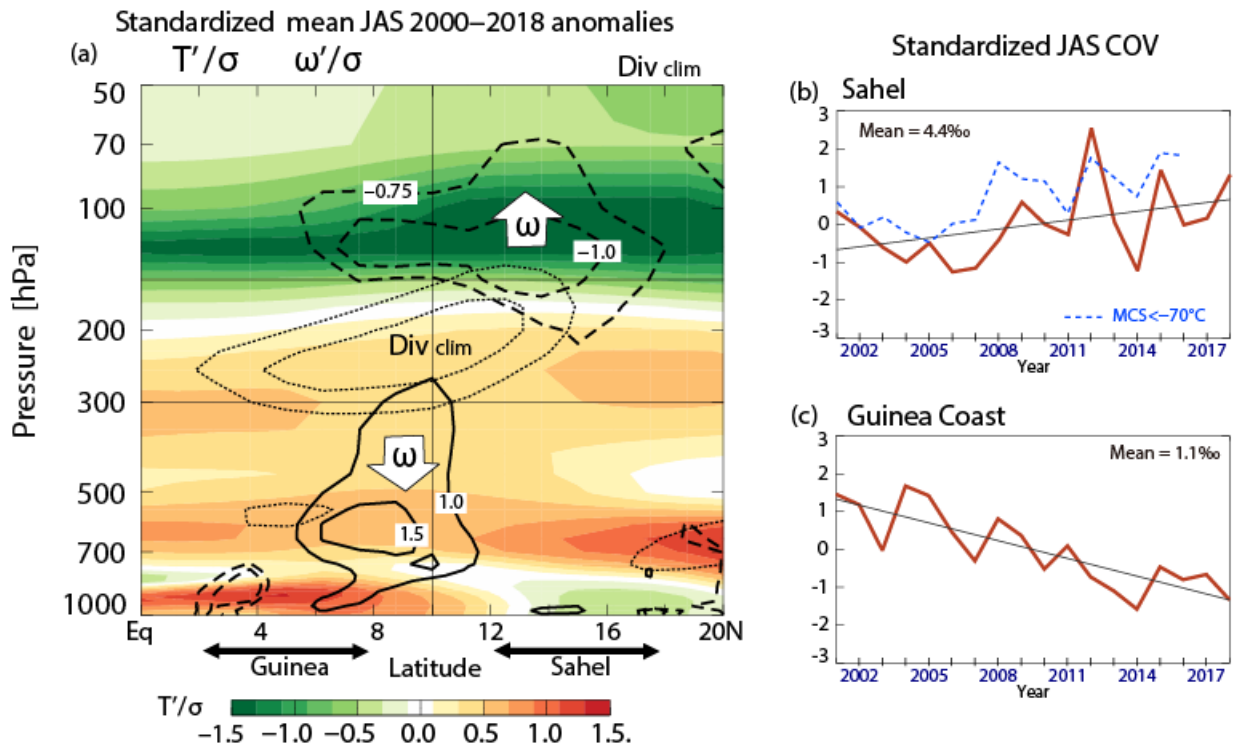 Standardized mean JAS 2000–2018 anomalies
(a) T'/σ ω'/σ Div clim
50
70
100
200
300
500
700
1000
Pressure [hPa]
−0.75
ω
−1.0
Div clim
ω
1.0
1.5
Eq 4 8 12 16 20N
Guinea Latitude Sahel
T'/σ
−1.5 −1.0 −0.5 0.0 0.5 1.0 1.5.
Standardized JAS COV
(b) Sahel
Mean = 4.4‰
3
2
1
0
-1
-2
-3
MCS<−70°C
2002 2005 2008 2011 2014 2017
Year
(c) Guinea Coast
Mean = 1.1‰
3
2
1
0
-1
-2
-3
2002 2005 2008 2011 2014 2017
Year